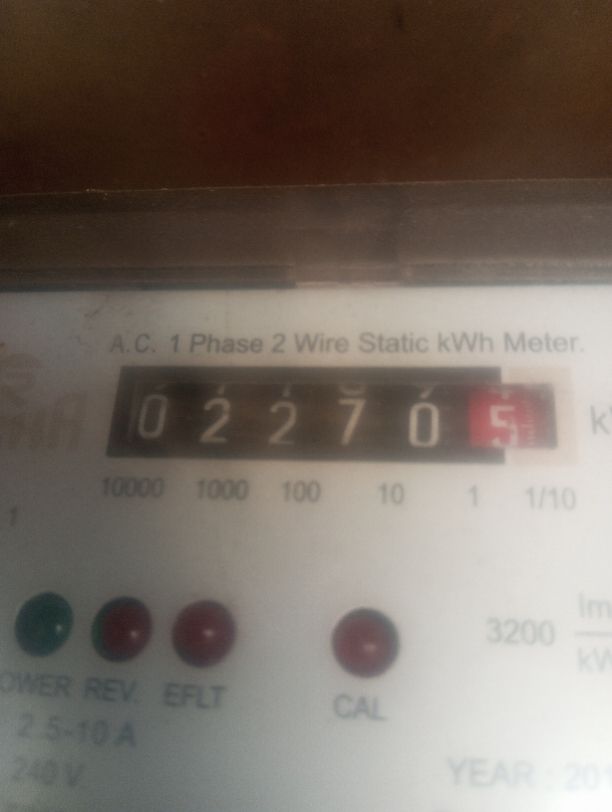 A.C. 1 Phase 2 Wire Static kWh Meter.
0 2 2 7 0 5
10000 1000 100 10 1 1/10
1
REV. EFLT CAL
3200
2.5-10 A
240 V
YEAR :